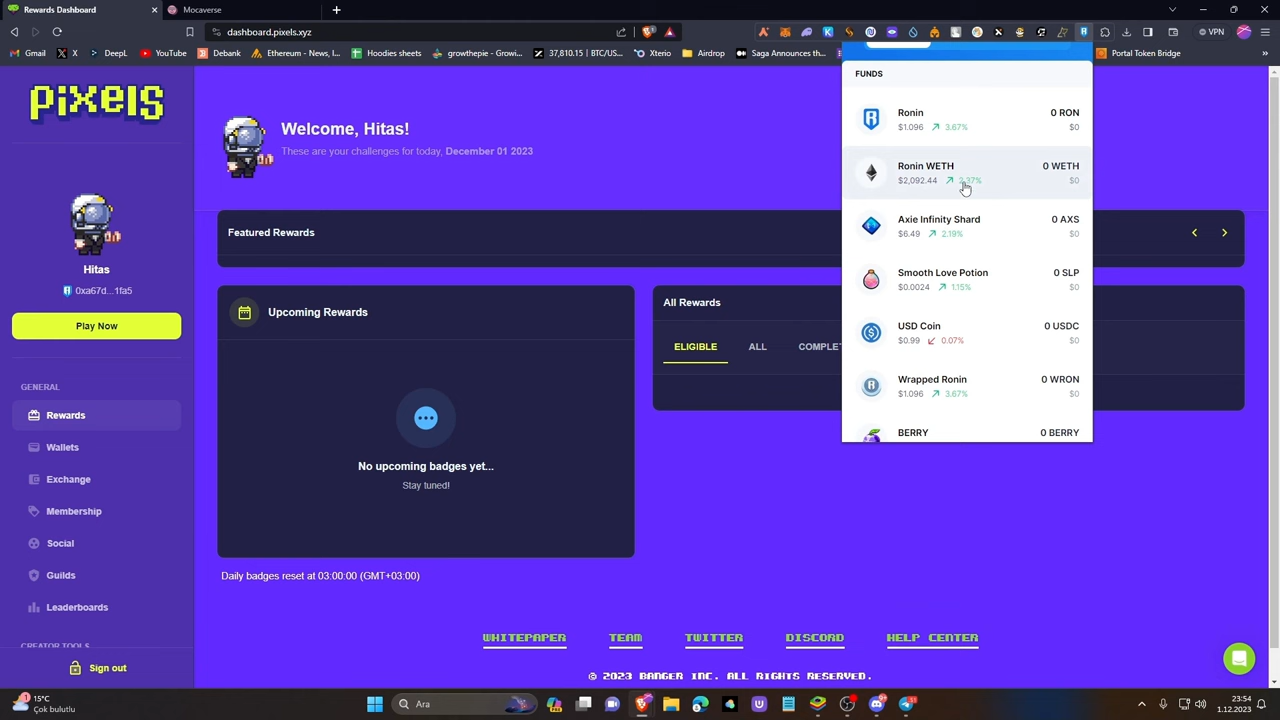 Rewards Dashboard
Mocaverse
dashboard.pixels.xyz
VPN
Gmail
X
DeepL
YouTube
Dashboard
Ethereum - News, I...
Hoodies sheets
growthepie - Growi...
37,810.15 | BTC/US...
Xterio
Airdrop
Saga Announces th...
Portal Token Bridge
pixels
Hitas
0xa67d...1fa5
Play Now
GENERAL
Rewards
Wallets
Exchange
Membership
Social
Guilds
Leaderboards
CREATOR TOOLS
Sign out
Welcome, Hitas!
These are your challenges for today, December 01 2023
Featured Rewards
Upcoming Rewards
No upcoming badges yet...
Stay tuned!
All Rewards
ELIGIBLE
ALL
Daily badges reset at 03:00:00 (GMT+03:00)
FUNDS
Ronin
0 RON
$1.096
3.67%
$0
Ronin WETH
0 WETH
$2,092.44
$0
Axie Infinity Shard
0 AXS
$6.49
2.19%
$0
Smooth Love Potion
0 SLP
$0.0024
1.15%
$0
USD Coin
0 USDC
$0.99
0.07%
$0
Wrapped Ronin
0 WRON
$1.096
3.67%
$0
BERRY
0 BERRY
WHITEPAPER
TEAM
TWITTER
DISCORD
HELP CENTER
© 2023 BANGER INC. ALL RIGHTS RESERVED.
15°C
Çok bulutlu
Ara
23:54
1.12.2023